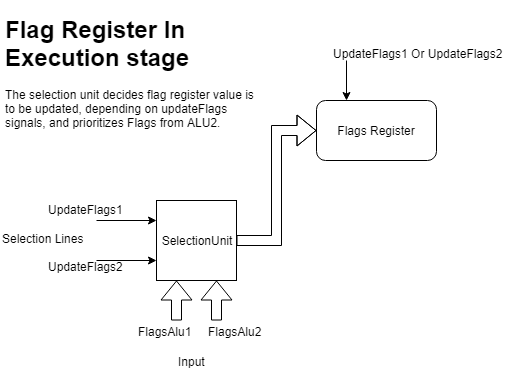 Flag Register In
Execution stage
The selection unit decides flag register value is
to be updated, depending on updateFlags
signals, and prioritizes Flags from ALU2.
UpdateFlags1 Or UpdateFlags2
Flags Register
UpdateFlags1
Selection Lines
SelectionUnit
UpdateFlags2
FlagsAlu1
FlagsAlu2
Input